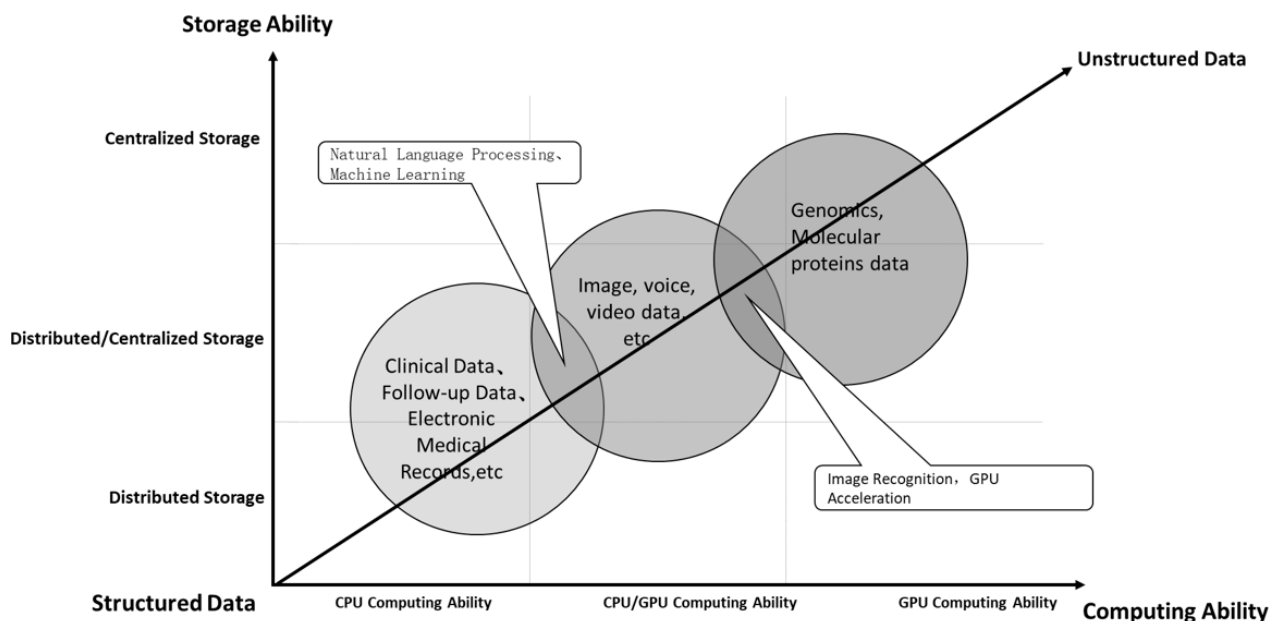 Storage Ability
Unstructured Data
Centralized Storage
Natural Language Processing、
Machine Learning
Genomics,
Molecular
proteins data
Image, voice,
video data,
etc
Distributed/Centralized Storage
Clinical Data、
Follow-up Data、
Electronic
Medical
Records,etc
Image Recognition，GPU
Acceleration
Distributed Storage
Structured Data
CPU Computing Ability
CPU/GPU Computing Ability
GPU Computing Ability
Computing Ability